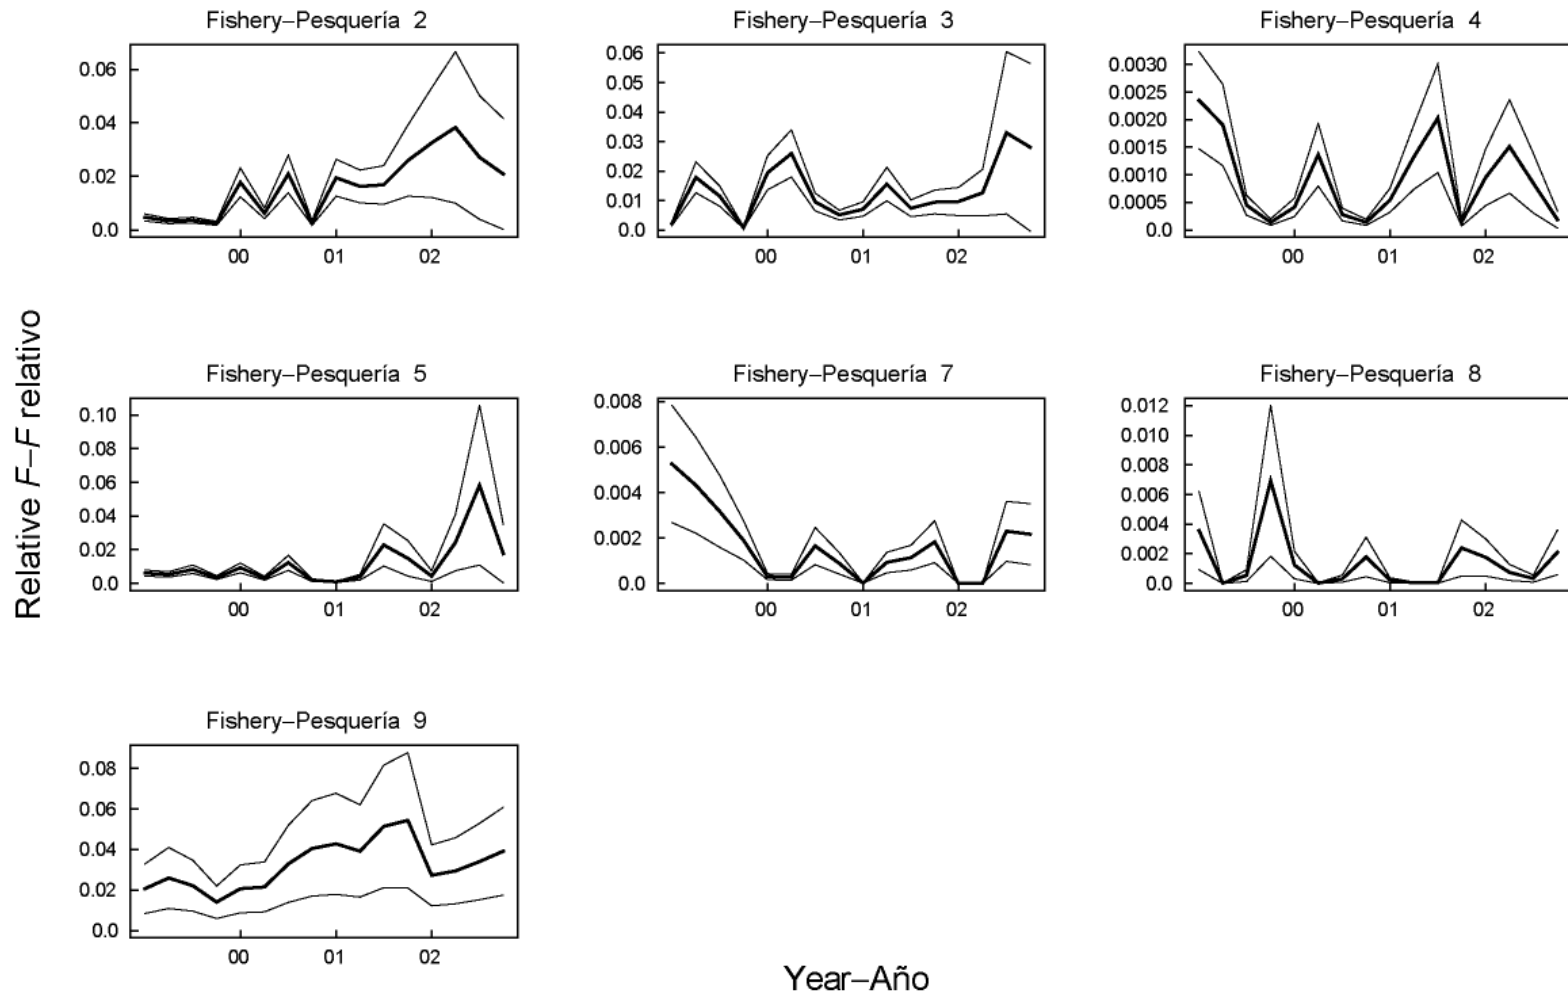 Fishery–Pesquería 2
0.06
0.04
0.02
0.0
00 01 02
Fishery–Pesquería 3
0.06
0.05
0.04
0.03
0.02
0.01
0.0
00 01 02
Fishery–Pesquería 4
0.0030
0.0025
0.0020
0.0015
0.0010
0.0005
0.0
00 01 02
Relative F–F relativo
Fishery–Pesquería 5
0.10
0.08
0.06
0.04
0.02
0.0
00 01 02
Fishery–Pesquería 7
0.008
0.006
0.004
0.002
0.0
00 01 02
Fishery–Pesquería 8
0.012
0.010
0.008
0.006
0.004
0.002
0.0
00 01 02
Fishery–Pesquería 9
0.08
0.06
0.04
0.02
0.0
00 01 02
Year–Año